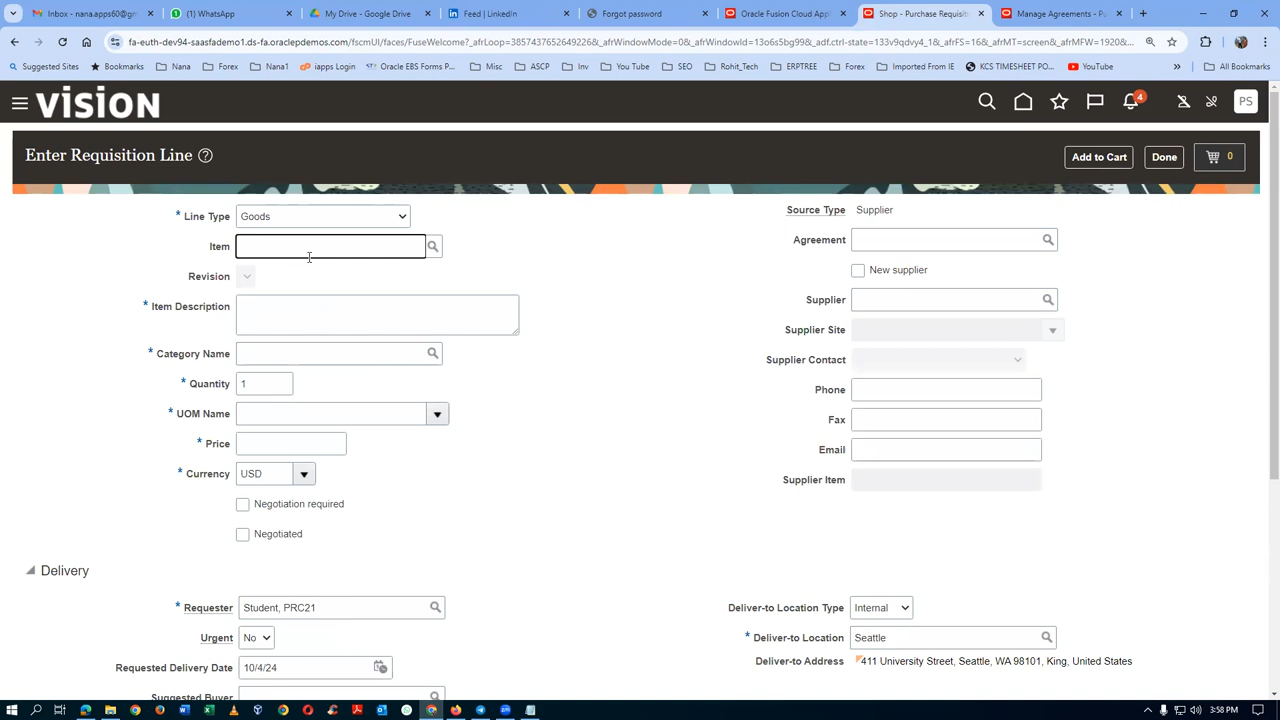 Inbox - nana.apps60@gm
(1) WhatsApp
My Drive - Google Drive
Feed | LinkedIn
Forgot password
Oracle Fusion Cloud Appl
Shop - Purchase Requisiti
Manage Agreements - Pu
fa-euth-dev94-saasfademo1.ds-fa.oraclepdemos.com/fscmUI/faces/FuseWelcome?_afrLoop=3857437652649226&_afrWindowMode=0&_afrWindowId=13o6s5bg99&_adf.ctrl-state=133v9qdvy4_1&_afrFS=16&_afrMT=screen&_afrMFW=1920&
Suggested Sites
Bookmarks
Nana
Forex
Nana1
iapps Login
Oracle EBS Forms P...
Misc
ASCP
Inv
You Tube
SEO
Rohit_Tech
ERPTREE
Forex
Imported From IE
KCS TIMESHEET PO...
YouTube
All Bookmarks
VISION
4
PS
Enter Requisition Line
Add to Cart
Done
0
* Line Type Goods
Source Type Supplier
Item
Agreement
Revision
New supplier
* Item Description
Supplier
Supplier Site
* Category Name
Supplier Contact
* Quantity 1
Phone
* UOM Name
Fax
* Price
Email
* Currency USD
Supplier Item
Negotiation required
Negotiated
Delivery
* Requester Student, PRC21
Deliver-to Location Type Internal
Urgent No
* Deliver-to Location Seattle
Requested Delivery Date 10/4/24
Deliver-to Address 411 University Street, Seattle, WA 98101, King, United States
Suggested Buyer
3:58 PM